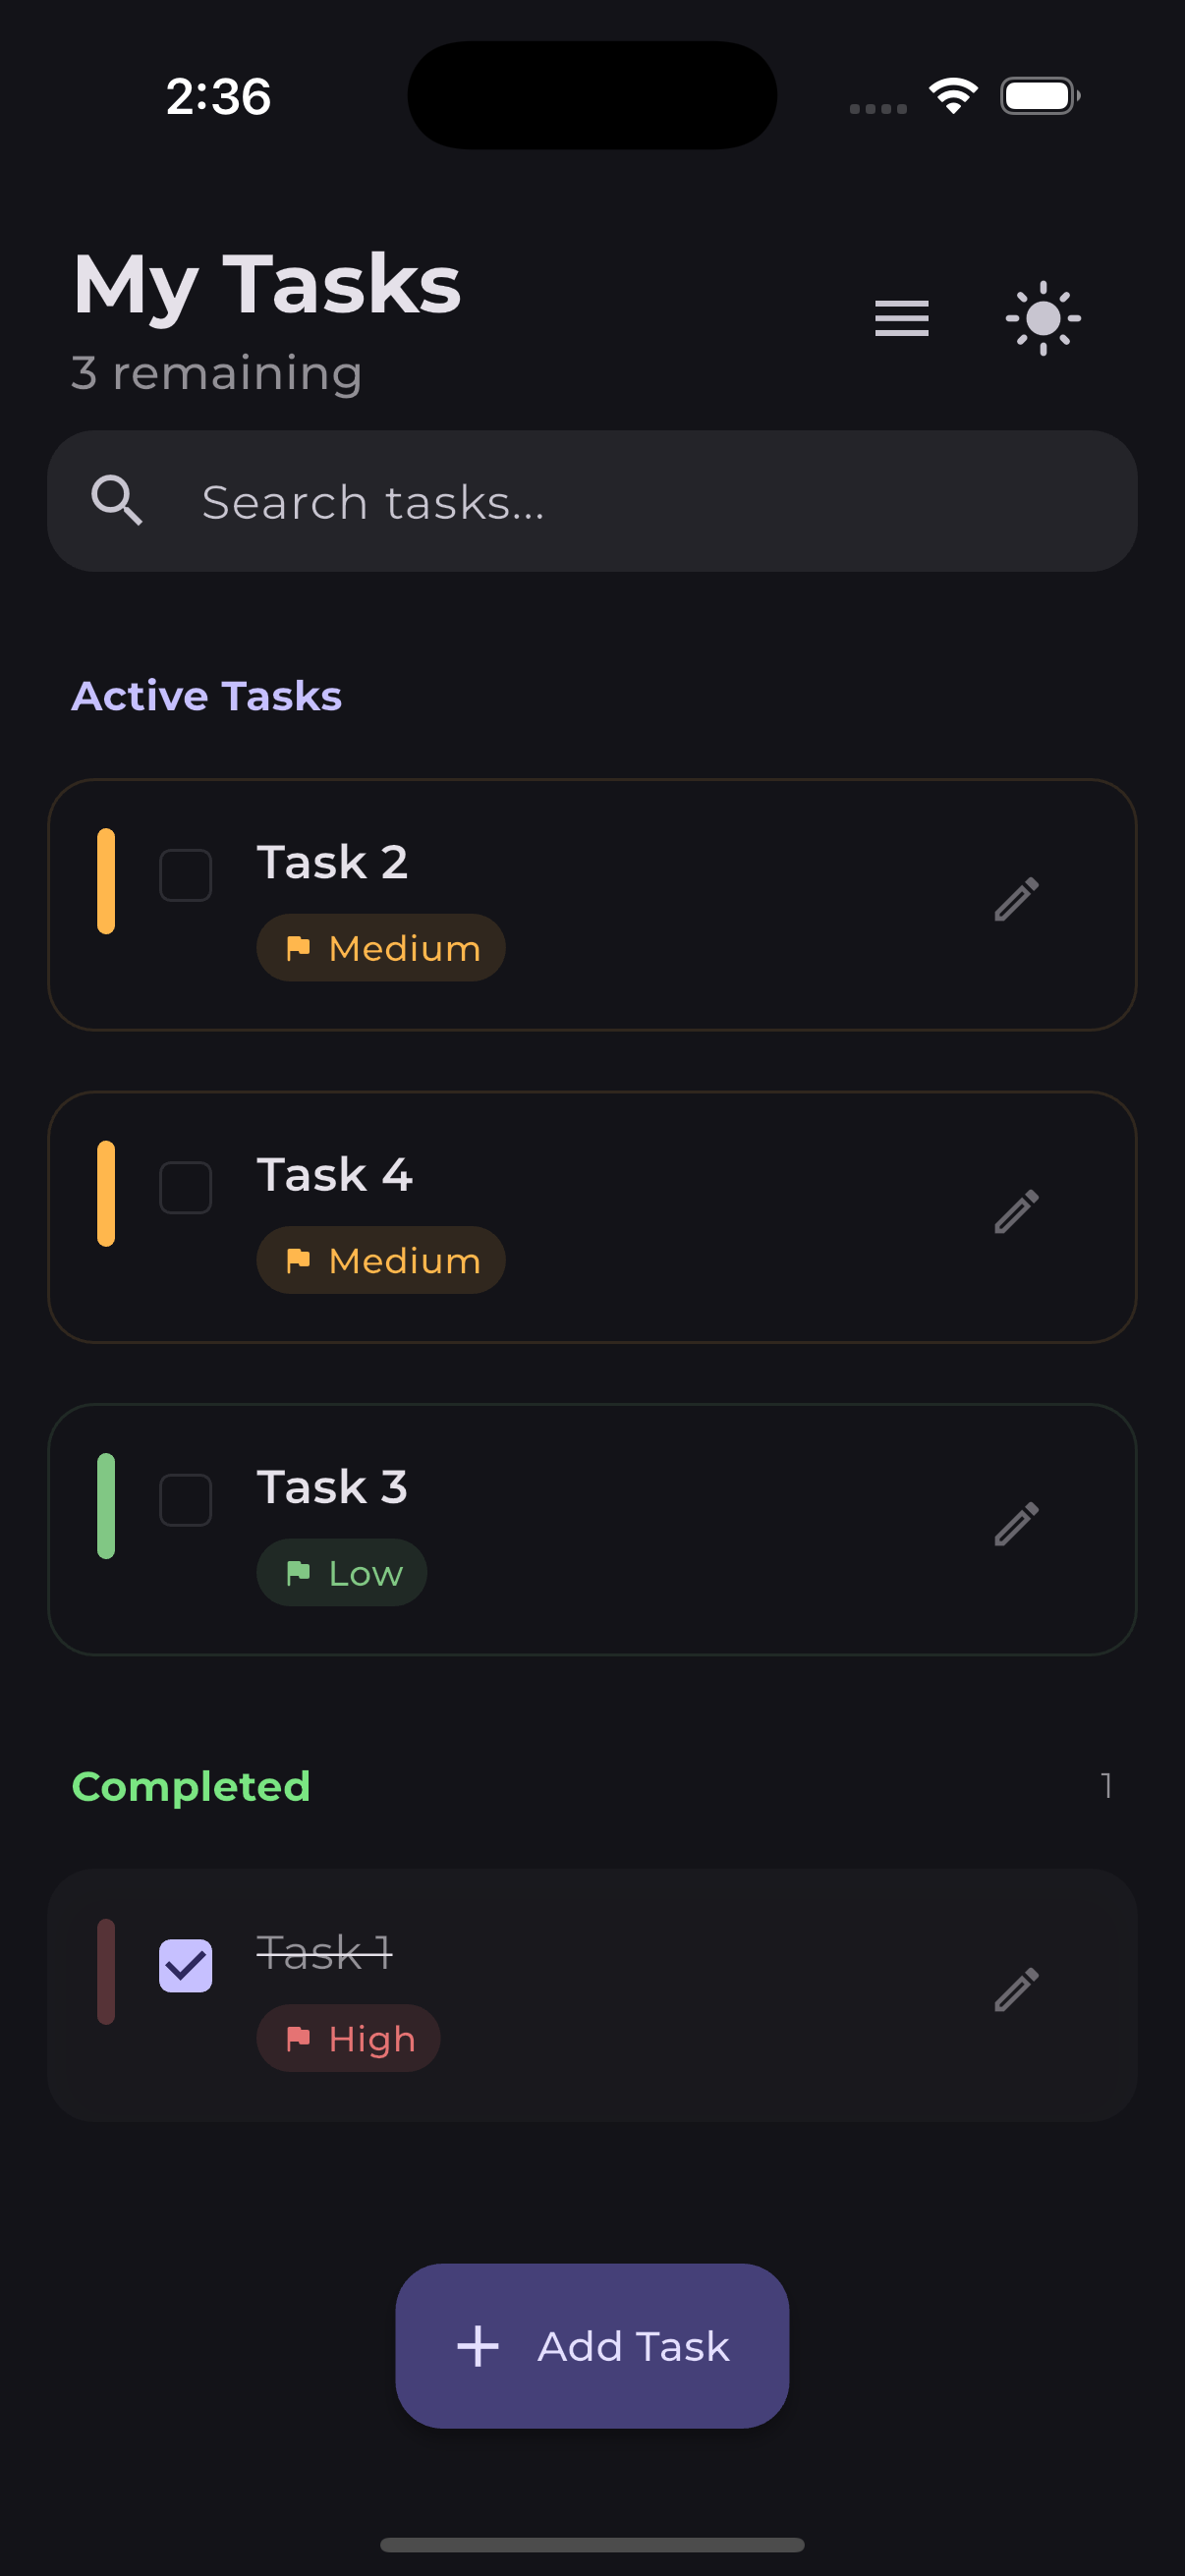 2:36
My Tasks
3 remaining
Search tasks...
Active Tasks
Task 2
Medium
Task 4
Medium
Task 3
Low
Completed 1
Task 1
High
Add Task